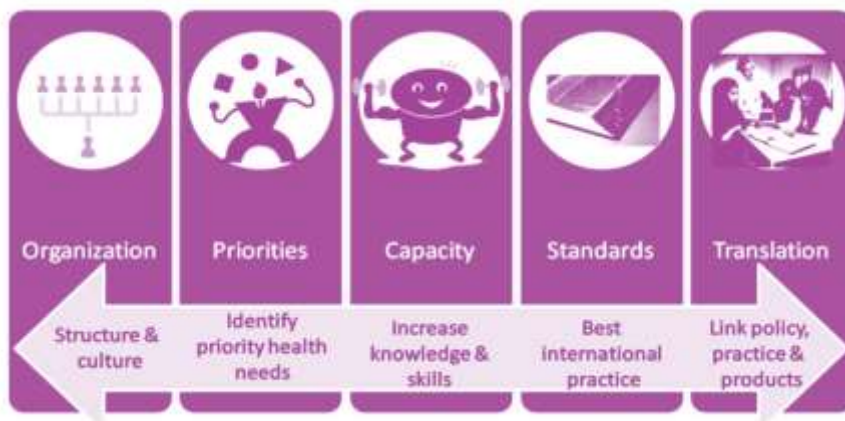 Organization
Priorities
Capacity
Standards
Translation
Structure &
culture
Identify
priority health
needs
Increase
knowledge &
skills
Best
international
practice
Link policy,
practice &
products